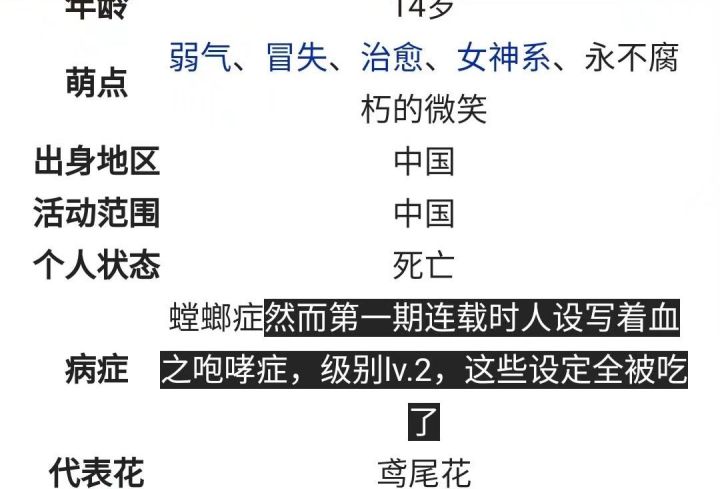 年龄 14岁
弱气、冒失、治愈、女神系、永不腐
萌点
朽的微笑
出身地区 中国
活动范围 中国
个人状态 死亡
螳螂症然而第一期连载时人设写着血
病症 之咆哮症，级别lv.2，这些设定全被吃
了
代表花 鸢尾花